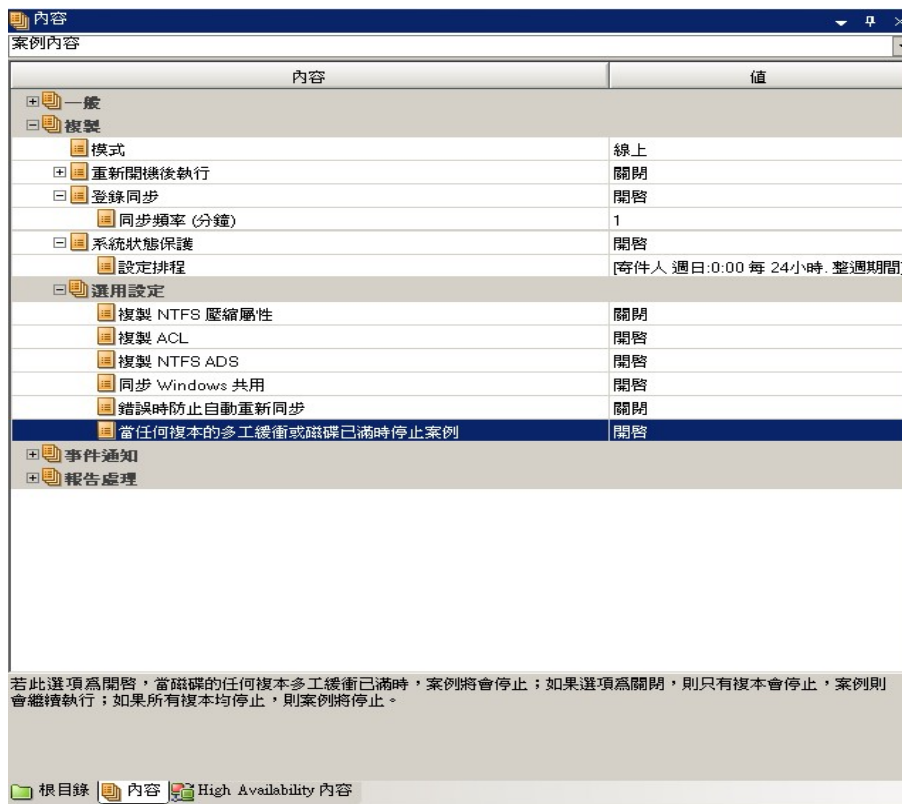 內容
案例內容
內容 值
一般
複製
模式 線上
重新開機後執行 關閉
登錄同步 開啓
同步頻率 (分鐘) 1
系統狀態保護 開啓
設定排程 [寄件人 週日:0:00 每 24小時. 整週期間]
選用設定
複製 NTFS 壓縮屬性 關閉
複製 ACL 開啓
複製 NTFS ADS 開啓
同步 Windows 共用 開啓
錯誤時防止自動重新同步 關閉
當任何複本的多工緩衝或磁碟已滿時停止案例 開啓
事件通知
報告處理
若此選項爲開啓，當磁碟的任何複本多工緩衝已滿時，案例將會停止；如果選項爲關閉，則只有複本會停止，案例則
會繼續執行；如果所有複本均停止，則案例將停止。
根目錄 內容 High Availability 內容